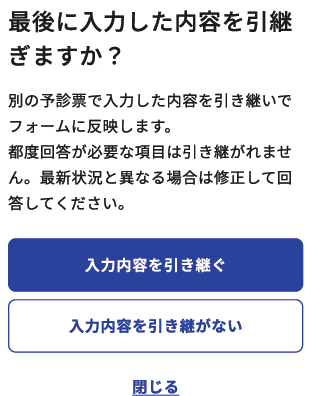 最後に入力した内容を引継
ぎますか？
別の予診票で入力した内容を引き継いで
フォームに反映します。
都度回答が必要な項目は引き継がれませ
ん。最新状況と異なる場合は修正して回
答してください。
入力内容を引き継ぐ
入力内容を引き継がない
閉じる